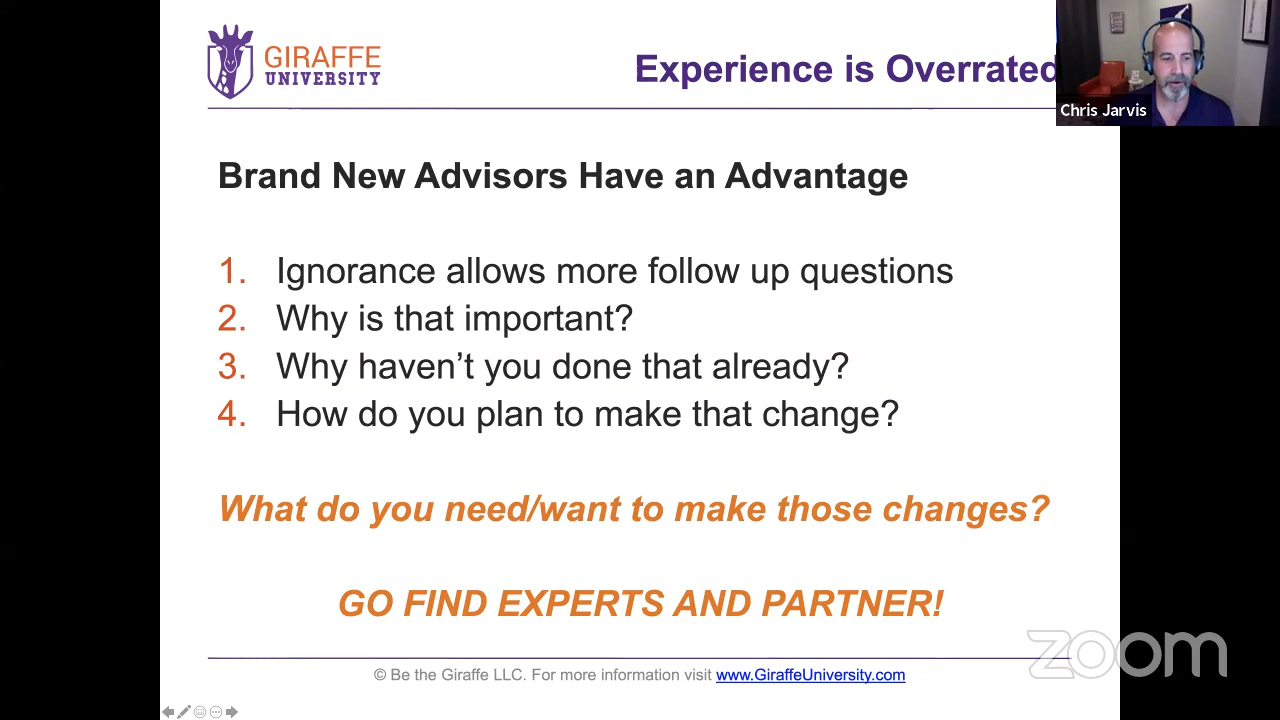 GIRAFFE
UNIVERSITY
Experience is Overrated
Chris Jarvis
Brand New Advisors Have an Advantage
1. Ignorance allows more follow up questions
2. Why is that important?
3. Why haven’t you done that already?
4. How do you plan to make that change?
What do you need/want to make those changes?
GO FIND EXPERTS AND PARTNER!
zoom
© Be the Giraffe LLC. For more information visit www.GiraffeUniversity.com